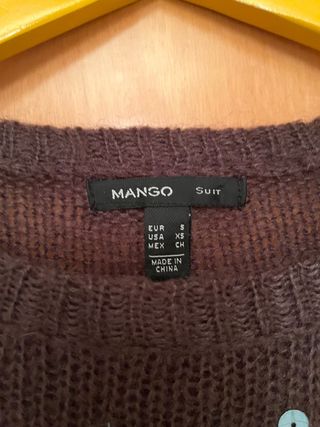 MANGO SUIT
EUR S
USA XS
MEX CH
MADE IN
CHINA